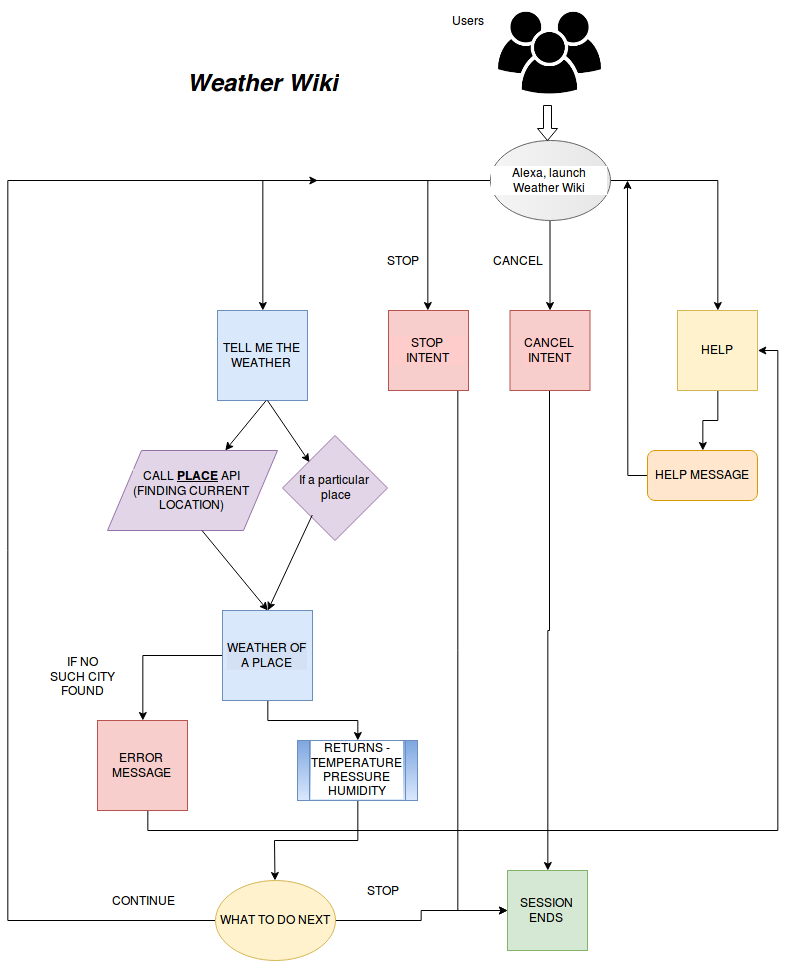 Users
Weather Wiki
Alexa, launch
Weather Wiki
STOP
CANCEL
TELL ME THE
WEATHER
STOP
INTENT
CANCEL
INTENT
HELP
CALL PLACE API
(FINDING CURRENT
LOCATION)
If a particular
place
HELP MESSAGE
WEATHER OF
A PLACE
IF NO
SUCH CITY
FOUND
ERROR
MESSAGE
RETURNS -
TEMPERATURE
PRESSURE
HUMIDITY
CONTINUE
WHAT TO DO NEXT
STOP
SESSION
ENDS